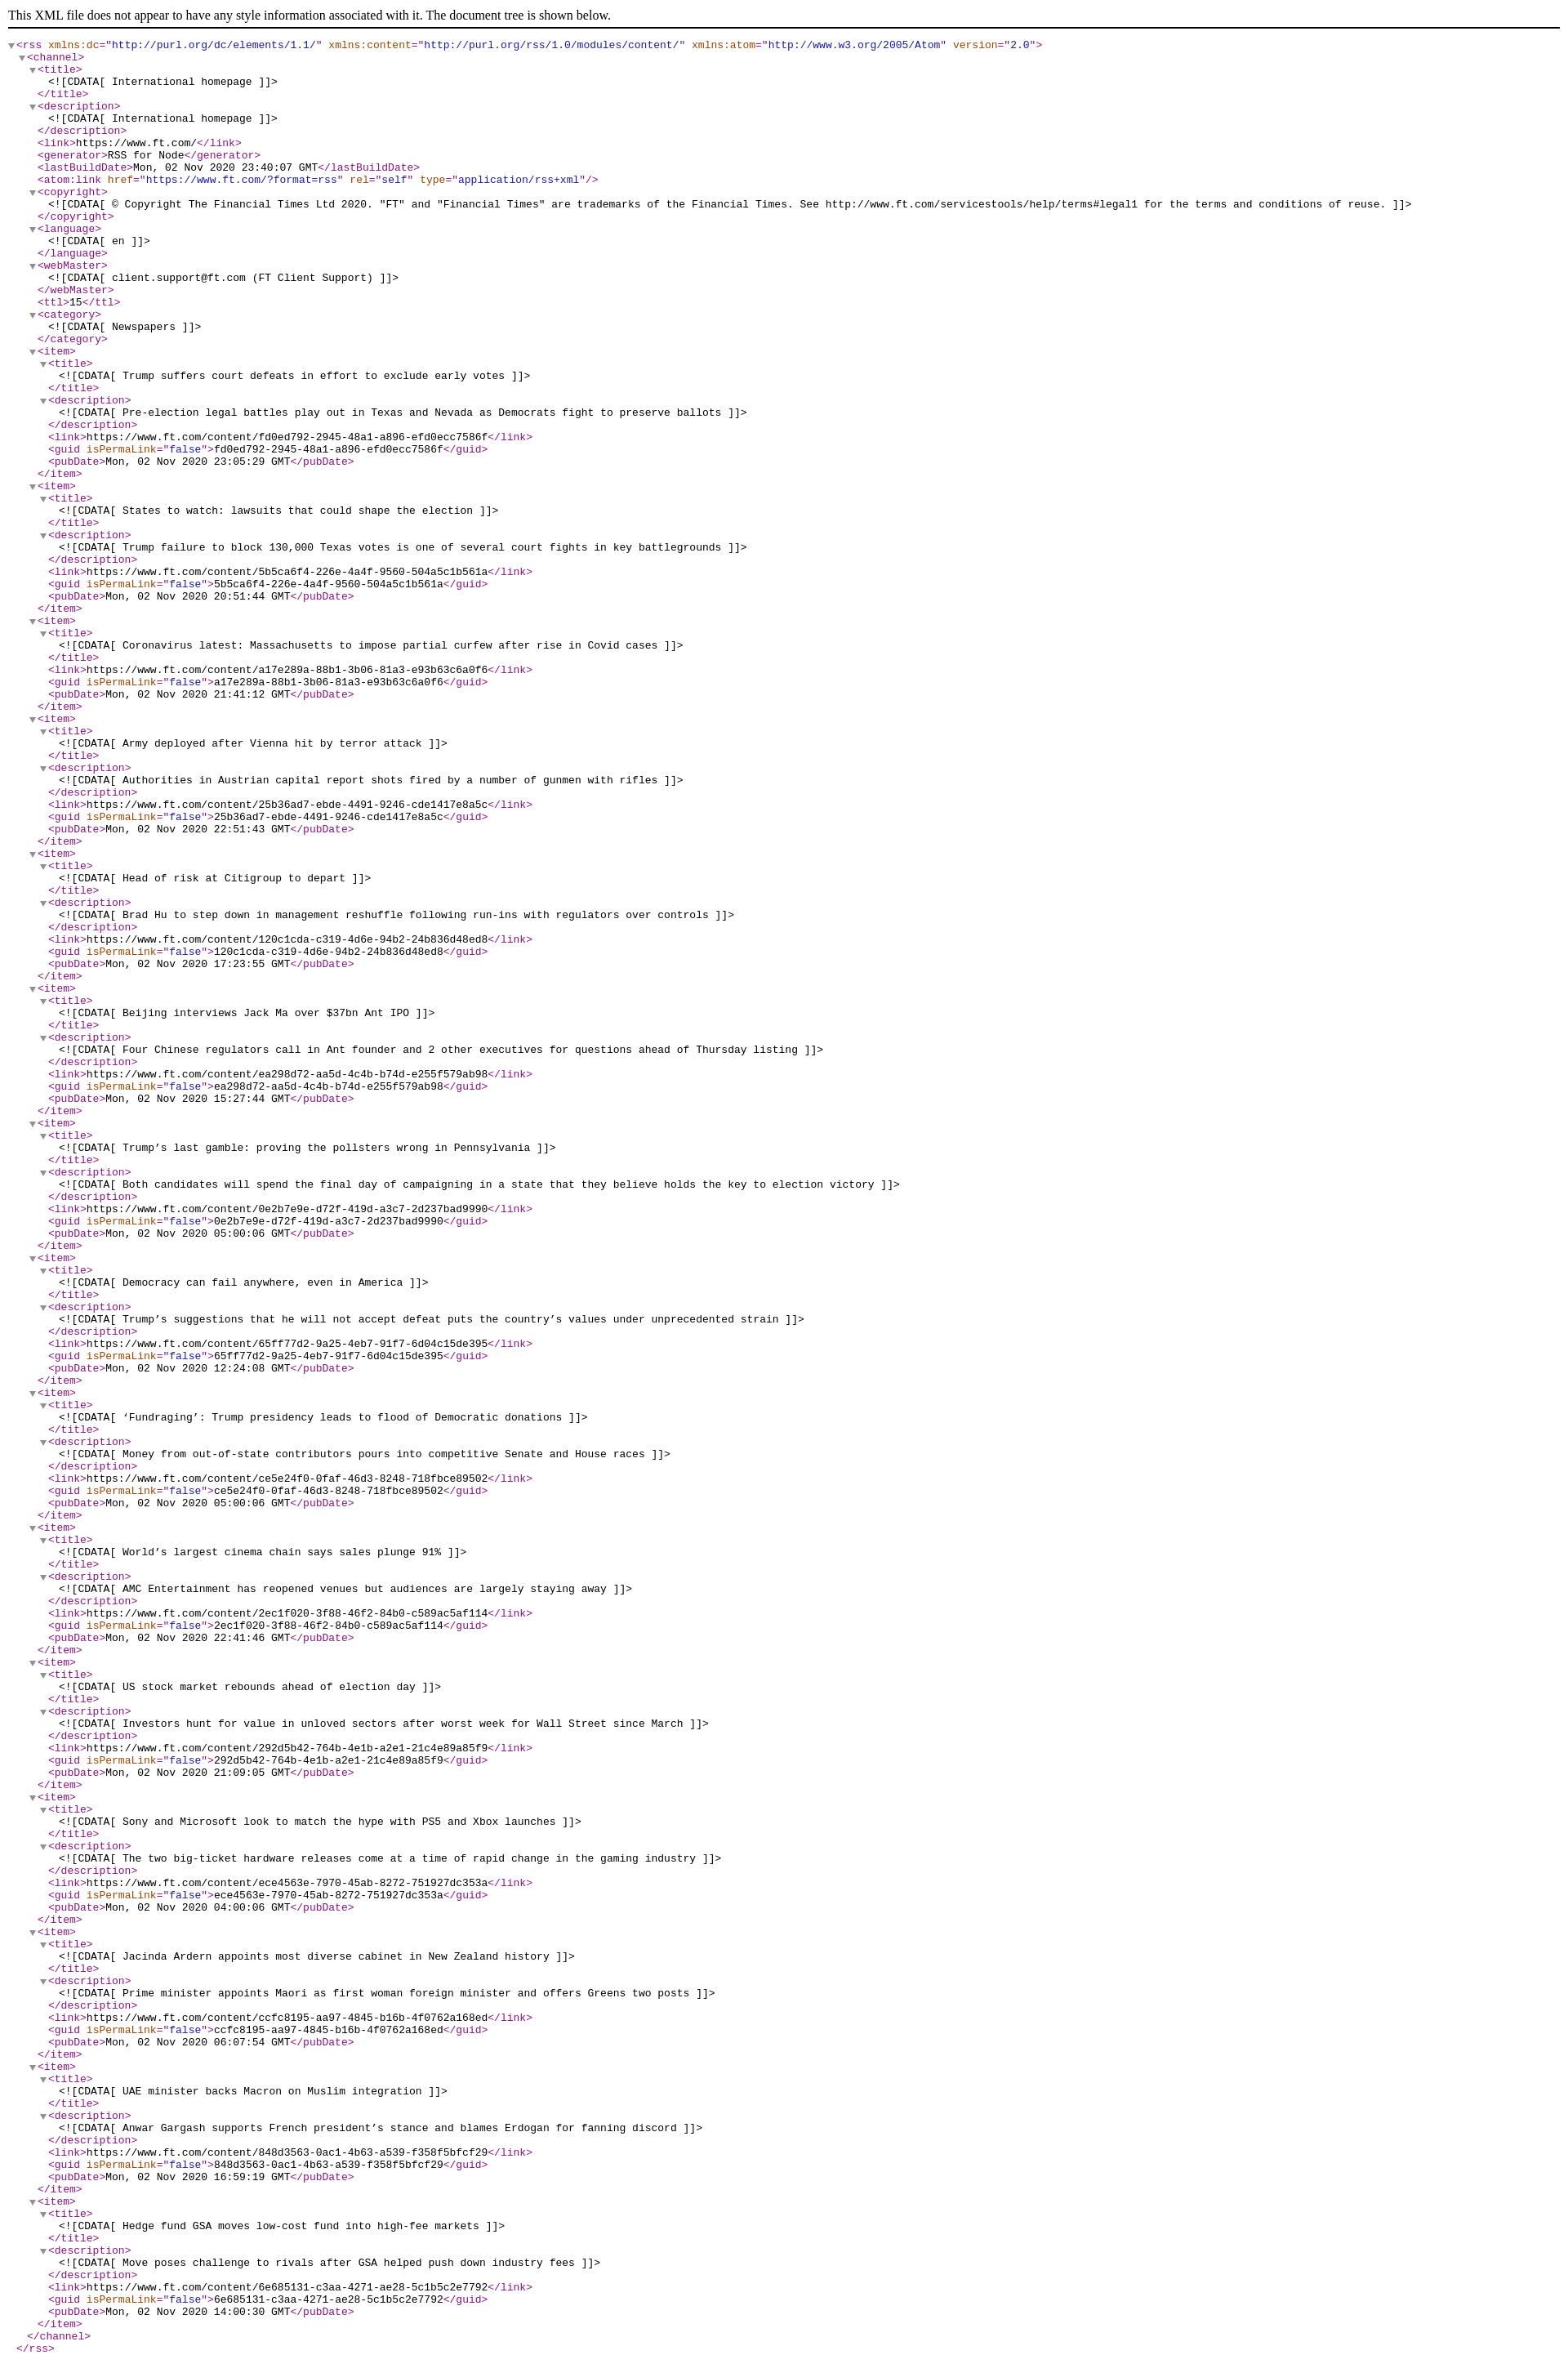 This XML file does not appear to have any style information associated with it. The document tree is shown below.
<rss xmlns:dc="http://purl.org/dc/elements/1.1/" xmlns:content="http://purl.org/rss/1.0/modules/content/" xmlns:atom="http://www.w3.org/2005/Atom" version="2.0">
<channel>
<title>
<![CDATA[ International homepage ]]>
</title>
<description>
<![CDATA[ International homepage ]]>
</description>
<link>https://www.ft.com/</link>
<generator>RSS for Node</generator>
<lastBuildDate>Mon, 02 Nov 2020 23:40:07 GMT</lastBuildDate>
<atom:link href="https://www.ft.com/?format=rss" rel="self" type="application/rss+xml"/>
<copyright>
<![CDATA[ © Copyright The Financial Times Ltd 2020. "FT" and "Financial Times" are trademarks of the Financial Times. See http://www.ft.com/servicestools/help/terms#legal1 for the terms and conditions of reuse. ]]>
</copyright>
<language>
<![CDATA[ en ]]>
</language>
<webMaster>
<![CDATA[ client.support@ft.com (FT Client Support) ]]>
</webMaster>
<ttl>15</ttl>
<category>
<![CDATA[ Newspapers ]]>
</category>
<item>
<title>
<![CDATA[ Trump suffers court defeats in effort to exclude early votes ]]>
</title>
<description>
<![CDATA[ Pre-election legal battles play out in Texas and Nevada as Democrats fight to preserve ballots ]]>
</description>
<link>https://www.ft.com/content/fd0ed792-2945-48a1-a896-efd0ecc7586f</link>
<guid isPermaLink="false">fd0ed792-2945-48a1-a896-efd0ecc7586f</guid>
<pubDate>Mon, 02 Nov 2020 23:05:29 GMT</pubDate>
</item>
<item>
<title>
<![CDATA[ States to watch: lawsuits that could shape the election ]]>
</title>
<description>
<![CDATA[ Trump failure to block 130,000 Texas votes is one of several court fights in key battlegrounds ]]>
</description>
<link>https://www.ft.com/content/5b5ca6f4-226e-4a4f-9560-504a5c1b561a</link>
<guid isPermaLink="false">5b5ca6f4-226e-4a4f-9560-504a5c1b561a</guid>
<pubDate>Mon, 02 Nov 2020 20:51:44 GMT</pubDate>
</item>
<item>
<title>
<![CDATA[ Coronavirus latest: Massachusetts to impose partial curfew after rise in Covid cases ]]>
</title>
<link>https://www.ft.com/content/a17e289a-88b1-3b06-81a3-e93b63c6a0f6</link>
<guid isPermaLink="false">a17e289a-88b1-3b06-81a3-e93b63c6a0f6</guid>
<pubDate>Mon, 02 Nov 2020 21:41:12 GMT</pubDate>
</item>
<item>
<title>
<![CDATA[ Army deployed after Vienna hit by terror attack ]]>
</title>
<description>
<![CDATA[ Authorities in Austrian capital report shots fired by a number of gunmen with rifles ]]>
</description>
<link>https://www.ft.com/content/25b36ad7-ebde-4491-9246-cde1417e8a5c</link>
<guid isPermaLink="false">25b36ad7-ebde-4491-9246-cde1417e8a5c</guid>
<pubDate>Mon, 02 Nov 2020 22:51:43 GMT</pubDate>
</item>
<item>
<title>
<![CDATA[ Head of risk at Citigroup to depart ]]>
</title>
<description>
<![CDATA[ Brad Hu to step down in management reshuffle following run-ins with regulators over controls ]]>
</description>
<link>https://www.ft.com/content/120c1cda-c319-4d6e-94b2-24b836d48ed8</link>
<guid isPermaLink="false">120c1cda-c319-4d6e-94b2-24b836d48ed8</guid>
<pubDate>Mon, 02 Nov 2020 17:23:55 GMT</pubDate>
</item>
<item>
<title>
<![CDATA[ Beijing interviews Jack Ma over $37bn Ant IPO ]]>
</title>
<description>
<![CDATA[ Four Chinese regulators call in Ant founder and 2 other executives for questions ahead of Thursday listing ]]>
</description>
<link>https://www.ft.com/content/ea298d72-aa5d-4c4b-b74d-e255f579ab98</link>
<guid isPermaLink="false">ea298d72-aa5d-4c4b-b74d-e255f579ab98</guid>
<pubDate>Mon, 02 Nov 2020 15:27:44 GMT</pubDate>
</item>
<item>
<title>
<![CDATA[ Trump’s last gamble: proving the pollsters wrong in Pennsylvania ]]>
</title>
<description>
<![CDATA[ Both candidates will spend the final day of campaigning in a state that they believe holds the key to election victory ]]>
</description>
<link>https://www.ft.com/content/0e2b7e9e-d72f-419d-a3c7-2d237bad9990</link>
<guid isPermaLink="false">0e2b7e9e-d72f-419d-a3c7-2d237bad9990</guid>
<pubDate>Mon, 02 Nov 2020 05:00:06 GMT</pubDate>
</item>
<item>
<title>
<![CDATA[ Democracy can fail anywhere, even in America ]]>
</title>
<description>
<![CDATA[ Trump’s suggestions that he will not accept defeat puts the country’s values under unprecedented strain ]]>
</description>
<link>https://www.ft.com/content/65ff77d2-9a25-4eb7-91f7-6d04c15de395</link>
<guid isPermaLink="false">65ff77d2-9a25-4eb7-91f7-6d04c15de395</guid>
<pubDate>Mon, 02 Nov 2020 12:24:08 GMT</pubDate>
</item>
<item>
<title>
<![CDATA[ ‘Fundraging’: Trump presidency leads to flood of Democratic donations ]]>
</title>
<description>
<![CDATA[ Money from out-of-state contributors pours into competitive Senate and House races ]]>
</description>
<link>https://www.ft.com/content/ce5e24f0-0faf-46d3-8248-718fbce89502</link>
<guid isPermaLink="false">ce5e24f0-0faf-46d3-8248-718fbce89502</guid>
<pubDate>Mon, 02 Nov 2020 05:00:06 GMT</pubDate>
</item>
<item>
<title>
<![CDATA[ World’s largest cinema chain says sales plunge 91% ]]>
</title>
<description>
<![CDATA[ AMC Entertainment has reopened venues but audiences are largely staying away ]]>
</description>
<link>https://www.ft.com/content/2ec1f020-3f88-46f2-84b0-c589ac5af114</link>
<guid isPermaLink="false">2ec1f020-3f88-46f2-84b0-c589ac5af114</guid>
<pubDate>Mon, 02 Nov 2020 22:41:46 GMT</pubDate>
</item>
<item>
<title>
<![CDATA[ US stock market rebounds ahead of election day ]]>
</title>
<description>
<![CDATA[ Investors hunt for value in unloved sectors after worst week for Wall Street since March ]]>
</description>
<link>https://www.ft.com/content/292d5b42-764b-4e1b-a2e1-21c4e89a85f9</link>
<guid isPermaLink="false">292d5b42-764b-4e1b-a2e1-21c4e89a85f9</guid>
<pubDate>Mon, 02 Nov 2020 21:09:05 GMT</pubDate>
</item>
<item>
<title>
<![CDATA[ Sony and Microsoft look to match the hype with PS5 and Xbox launches ]]>
</title>
<description>
<![CDATA[ The two big-ticket hardware releases come at a time of rapid change in the gaming industry ]]>
</description>
<link>https://www.ft.com/content/ece4563e-7970-45ab-8272-751927dc353a</link>
<guid isPermaLink="false">ece4563e-7970-45ab-8272-751927dc353a</guid>
<pubDate>Mon, 02 Nov 2020 04:00:06 GMT</pubDate>
</item>
<item>
<title>
<![CDATA[ Jacinda Ardern appoints most diverse cabinet in New Zealand history ]]>
</title>
<description>
<![CDATA[ Prime minister appoints Maori as first woman foreign minister and offers Greens two posts ]]>
</description>
<link>https://www.ft.com/content/ccfc8195-aa97-4845-b16b-4f0762a168ed</link>
<guid isPermaLink="false">ccfc8195-aa97-4845-b16b-4f0762a168ed</guid>
<pubDate>Mon, 02 Nov 2020 06:07:54 GMT</pubDate>
</item>
<item>
<title>
<![CDATA[ UAE minister backs Macron on Muslim integration ]]>
</title>
<description>
<![CDATA[ Anwar Gargash supports French president’s stance and blames Erdogan for fanning discord ]]>
</description>
<link>https://www.ft.com/content/848d3563-0ac1-4b63-a539-f358f5bfcf29</link>
<guid isPermaLink="false">848d3563-0ac1-4b63-a539-f358f5bfcf29</guid>
<pubDate>Mon, 02 Nov 2020 16:59:19 GMT</pubDate>
</item>
<item>
<title>
<![CDATA[ Hedge fund GSA moves low-cost fund into high-fee markets ]]>
</title>
<description>
<![CDATA[ Move poses challenge to rivals after GSA helped push down industry fees ]]>
</description>
<link>https://www.ft.com/content/6e685131-c3aa-4271-ae28-5c1b5c2e7792</link>
<guid isPermaLink="false">6e685131-c3aa-4271-ae28-5c1b5c2e7792</guid>
<pubDate>Mon, 02 Nov 2020 14:00:30 GMT</pubDate>
</item>
</channel>
</rss>